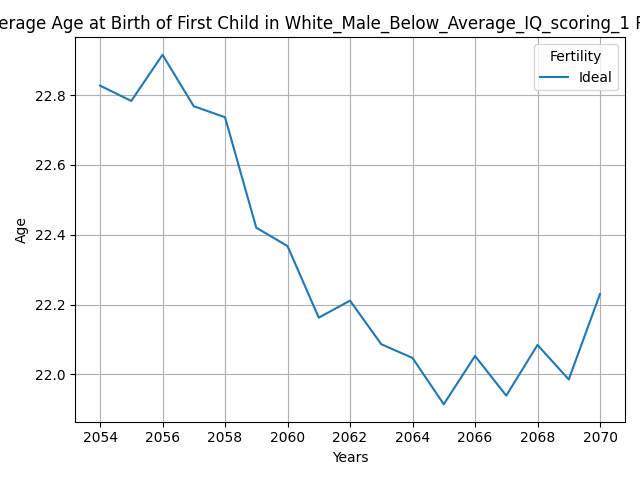 erage Age at Birth of First Child in White_Male_Below_Average_IQ_scoring_1
Fertility
Ideal
22.8
22.6
22.4
22.2
22.0
Age
2054 2056 2058 2060 2062 2064 2066 2068 2070
Years